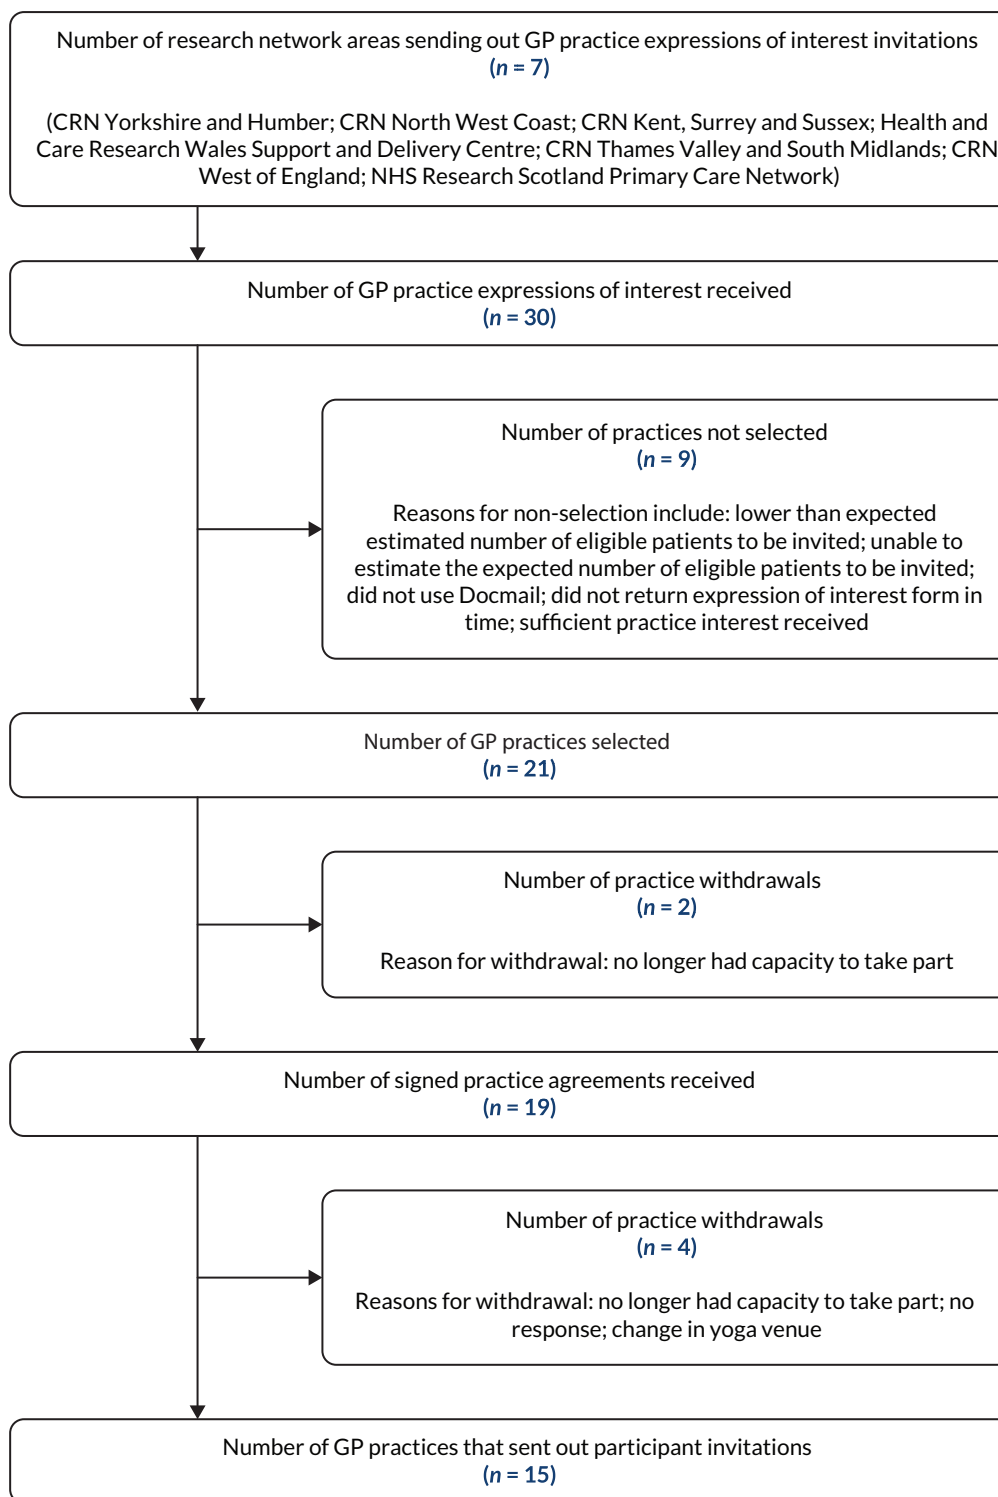 Number of research network areas sending out GP practice expressions of interest invitations
(n = 7)
(CRN Yorkshire and Humber; CRN North West Coast; CRN Kent, Surrey and Sussex; Health and
Care Research Wales Support and Delivery Centre; CRN Thames Valley and South Midlands; CRN
West of England; NHS Research Scotland Primary Care Network)
Number of GP practice expressions of interest received
(n = 30)
Number of practices not selected
(n = 9)
Reasons for non-selection include: lower than expected
estimated number of eligible patients to be invited; unable to
estimate the expected number of eligible patients to be invited;
did not use Docmail; did not return expression of interest form in
time; sufficient practice interest received
Number of GP practices selected
(n = 21)
Number of practice withdrawals
(n = 2)
Reason for withdrawal: no longer had capacity to take part
Number of signed practice agreements received
(n = 19)
Number of practice withdrawals
(n = 4)
Reasons for withdrawal: no longer had capacity to take part; no
response; change in yoga venue
Number of GP practices that sent out participant invitations
(n = 15)